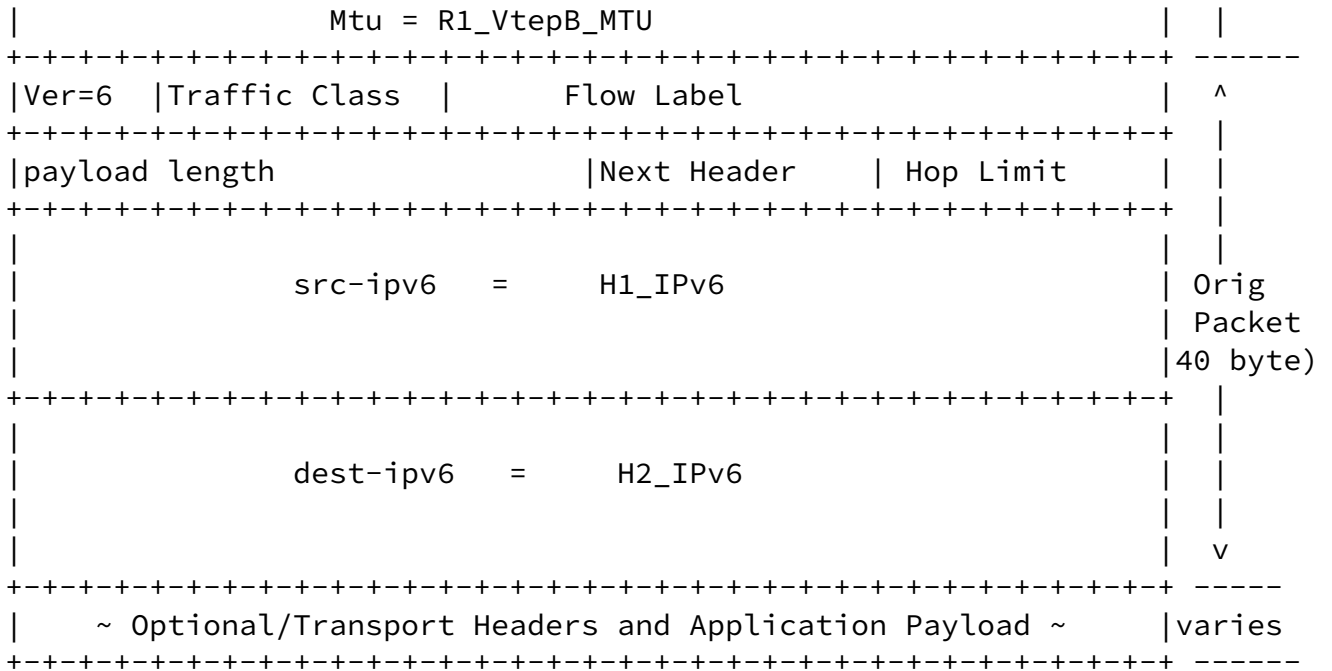 |                 Mtu = R1_VtepB_MTU                            |  |
+-+-+-+-+-+-+-+-+-+-+-+-+-+-+-+-+-+-+-+-+-+-+-+-+-+-+-+-+-+-+-+-+ ------
|Ver=6  |Traffic Class  |      Flow Label                       |  ^
+-+-+-+-+-+-+-+-+-+-+-+-+-+-+-+-+-+-+-+-+-+-+-+-+-+-+-+-+-+-+-+-+  |
|payload length                 |Next Header    | Hop Limit     |  |
+-+-+-+-+-+-+-+-+-+-+-+-+-+-+-+-+-+-+-+-+-+-+-+-+-+-+-+-+-+-+-+-+  |
|                                                               |  |
|               src-ipv6   =     H1_IPv6                        | Orig
|                                                               | Packet
|                                                               |40 byte)
+-+-+-+-+-+-+-+-+-+-+-+-+-+-+-+-+-+-+-+-+-+-+-+-+-+-+-+-+-+-+-+-+  |
|                                                               |  |
|               dest-ipv6   =     H2_IPv6                       |  |
|                                                               |  |
|                                                               |  v
+-+-+-+-+-+-+-+-+-+-+-+-+-+-+-+-+-+-+-+-+-+-+-+-+-+-+-+-+-+-+-+-+ -----
|    ~ Optional/Transport Headers and Application Payload ~     |varies
+-+-+-+-+-+-+-+-+-+-+-+-+-+-+-+-+-+-+-+-+-+-+-+-+-+-+-+-+-+-+-+-+ ------